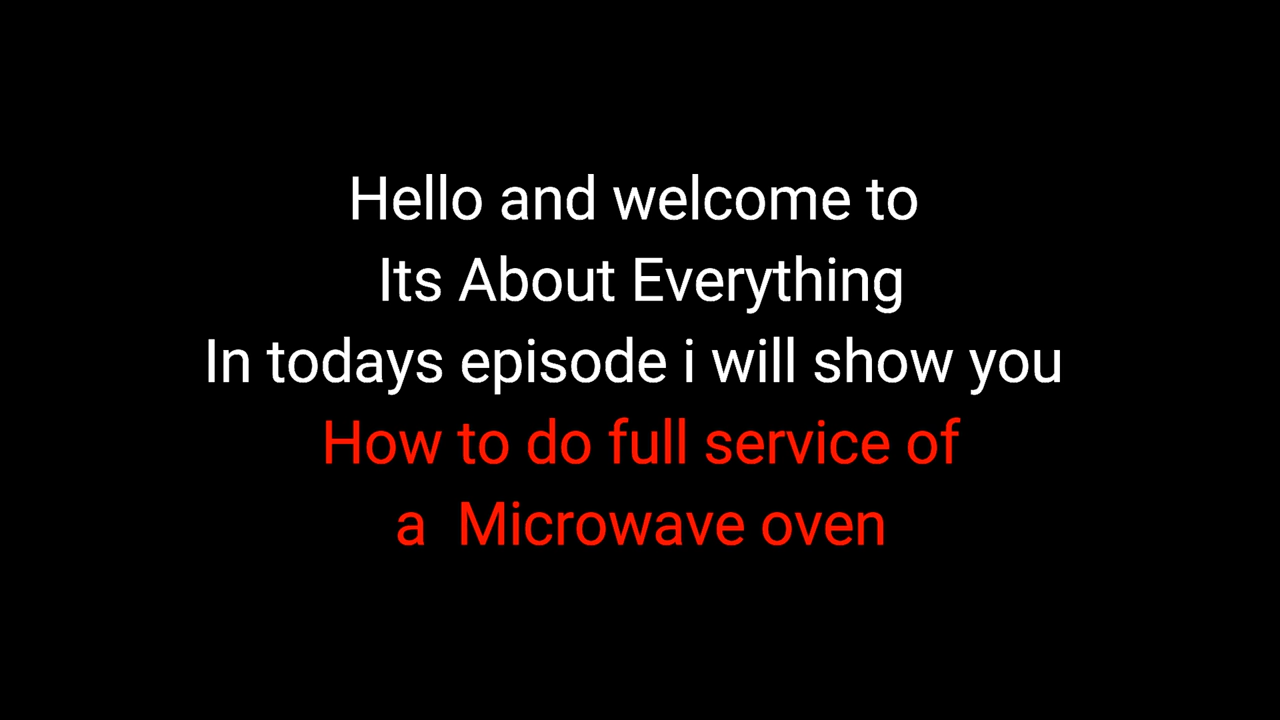 Hello and welcome to
Its About Everything
In todays episode i will show you
How to do full service of
a  Microwave oven